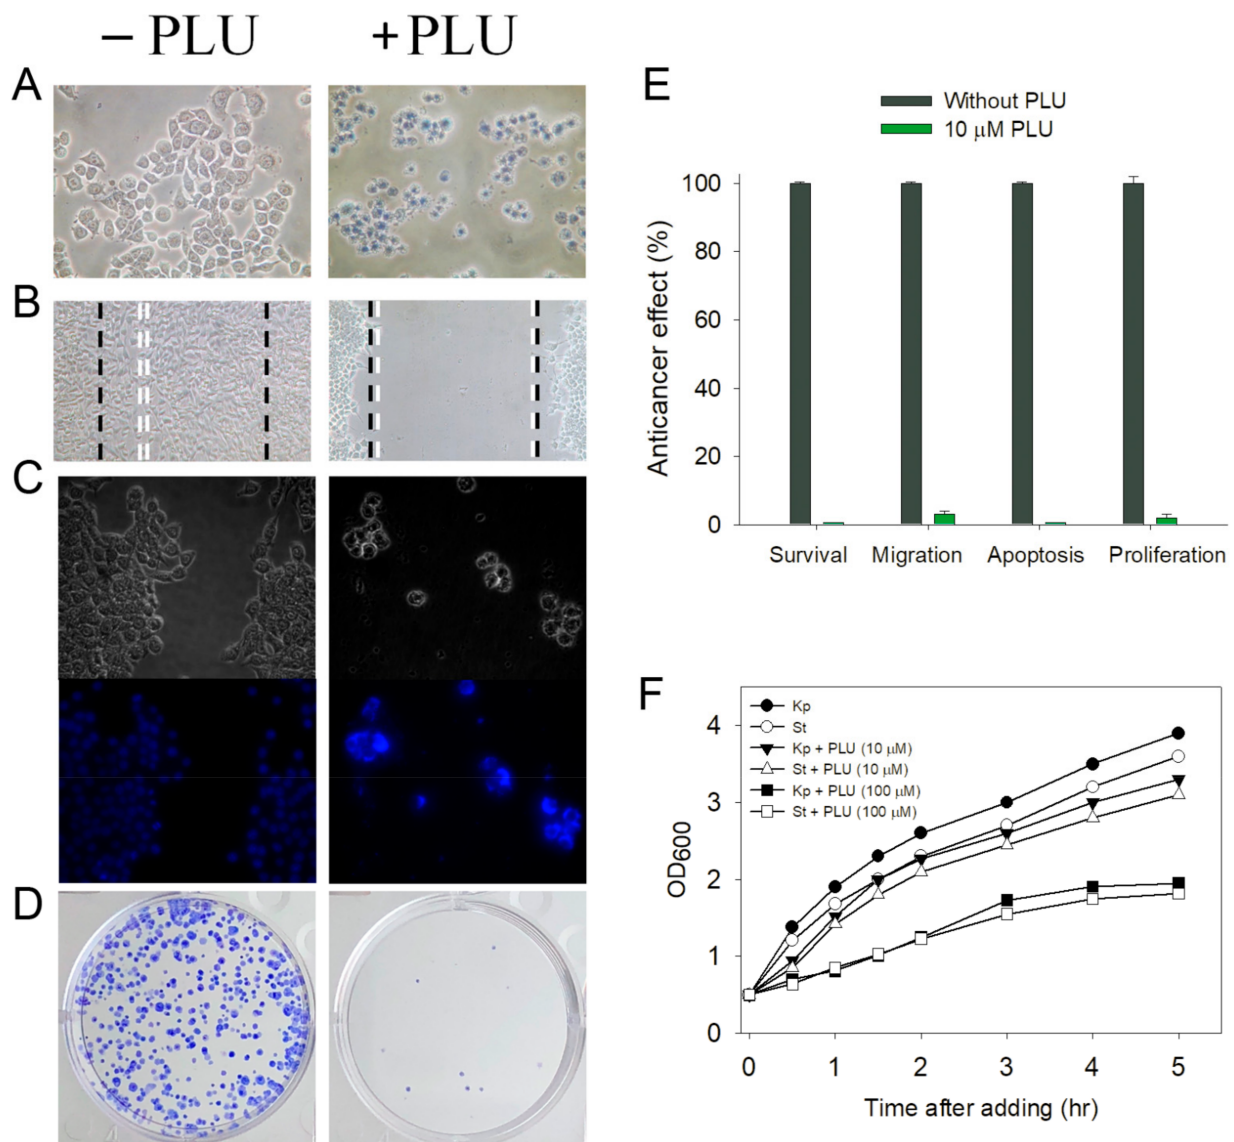 – PLU
+ PLU
A
B
C
D
E
Without PLU
10 μM PLU
Anticancer effect (%)
100
80
60
40
20
0
Survival Migration Apoptosis Proliferation
F
Kp
St
Kp + PLU (10 μM)
St + PLU (10 μM)
Kp + PLU (100 μM)
St + PLU (100 μM)
OD600
4
3
2
1
0
0 1 2 3 4 5
Time after adding (hr)